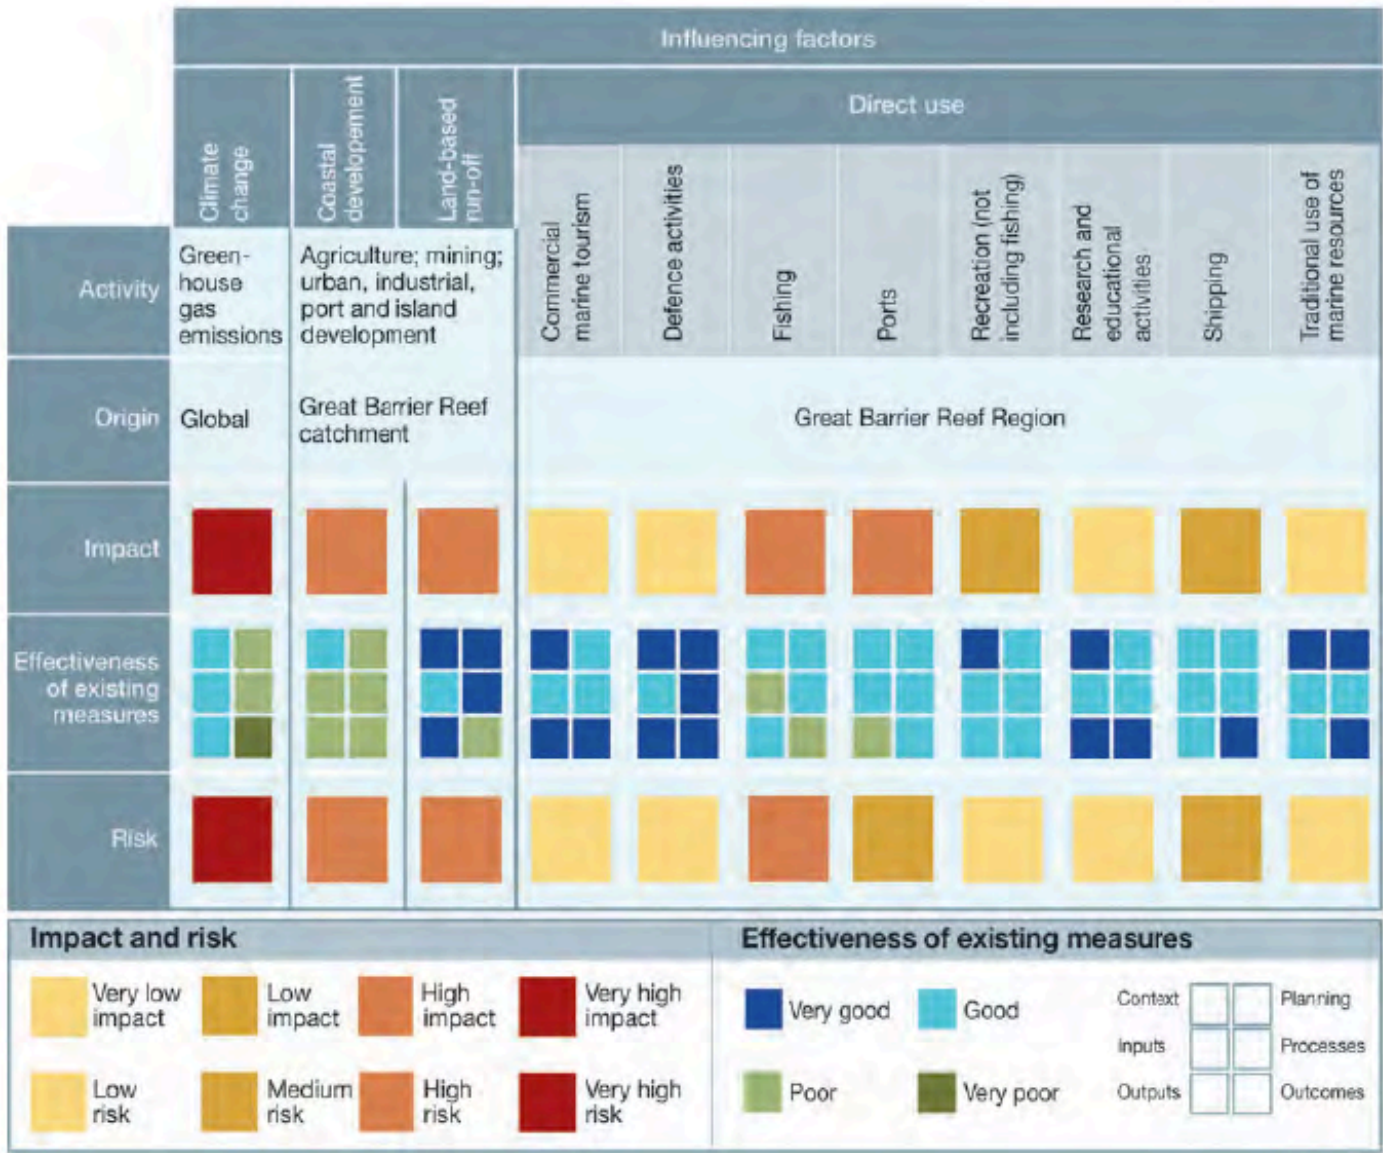 Influencing factors
Climate
change
Coastal
developement
Land-based
run-off
Direct use
Commercial
marine tourism
Defence activities
Fishing
Ports
Recreation (not
including fishing)
Research and
educational
activities
Shipping
Traditional use of
marine resources
Activity
Green-
house
gas
emissions
Agriculture; mining;
urban, industrial,
port and island
development
Origin
Global
Great Barrier Reef
catchment
Great Barrier Reef Region
Impact
Effectiveness
of existing
measures
Risk
Impact and risk
Very low
impact
Low
impact
High
impact
Very high
impact
Low
risk
Medium
risk
High
risk
Very high
risk
Effectiveness of existing measures
Very good
Good
Poor
Very poor
Context
Planning
Inputs
Processes
Outputs
Outcomes